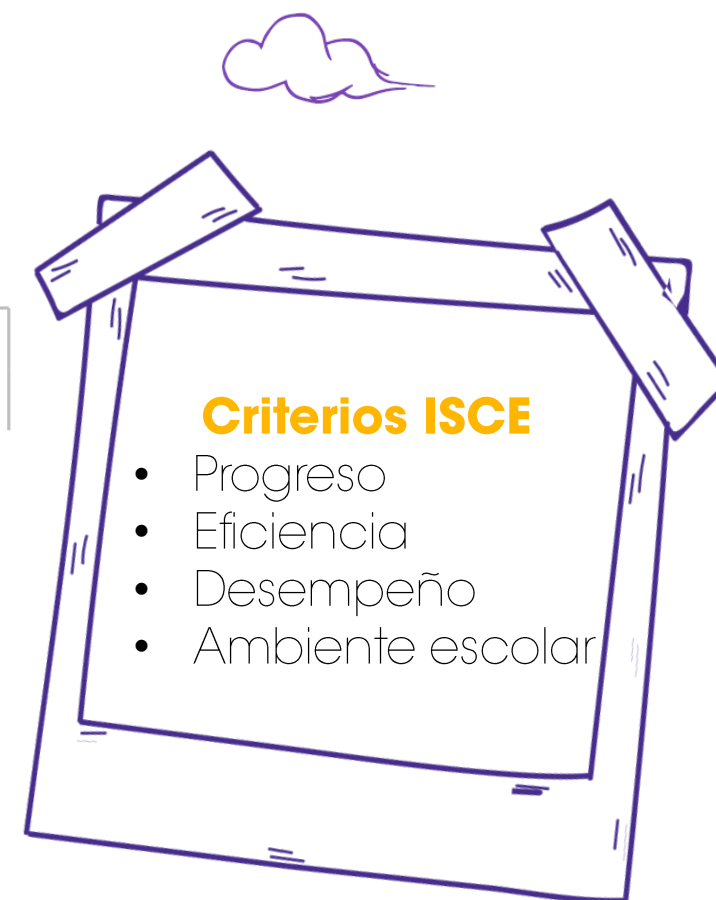 Criterios ISCE
• Progreso
• Eficiencia
• Desempeño
• Ambiente escolar